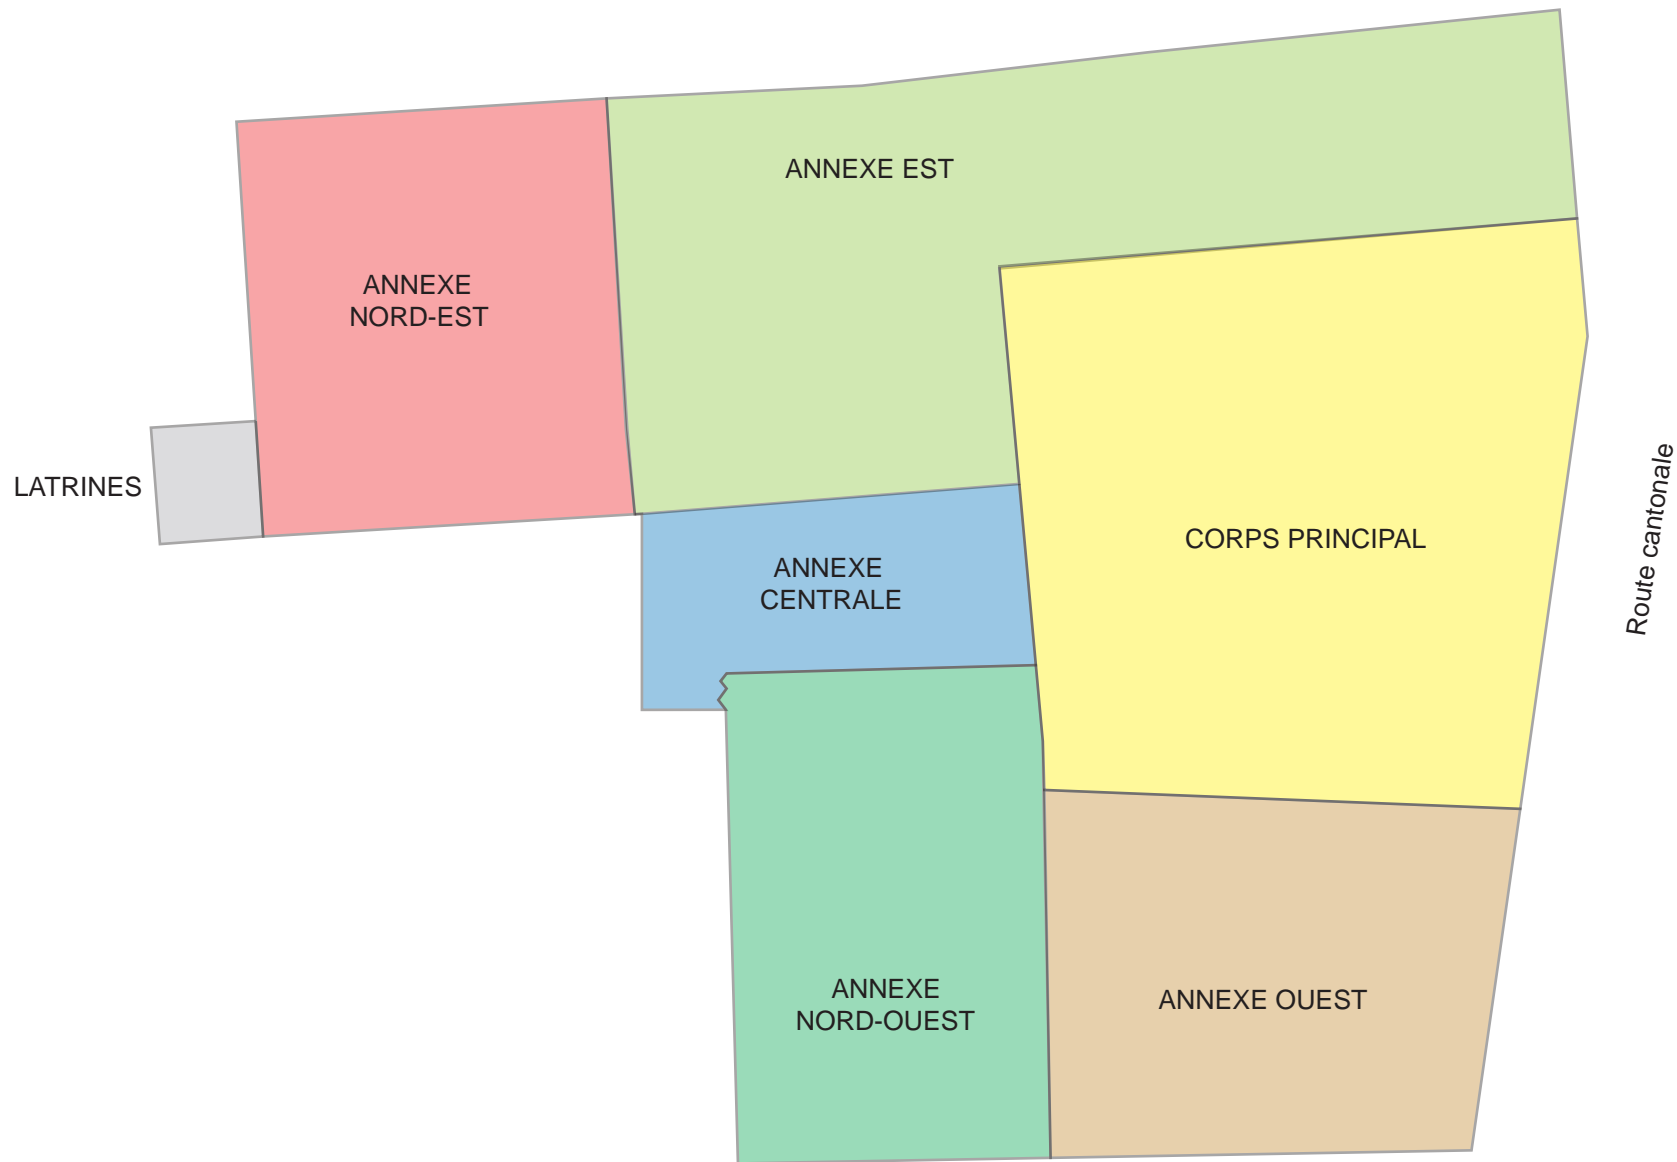 ANNEXE EST
ANNEXE
NORD-EST
LATRINES
CORPS PRINCIPAL
Route cantonale
ANNEXE
CENTRALE
ANNEXE
NORD-OUEST
ANNEXE OUEST